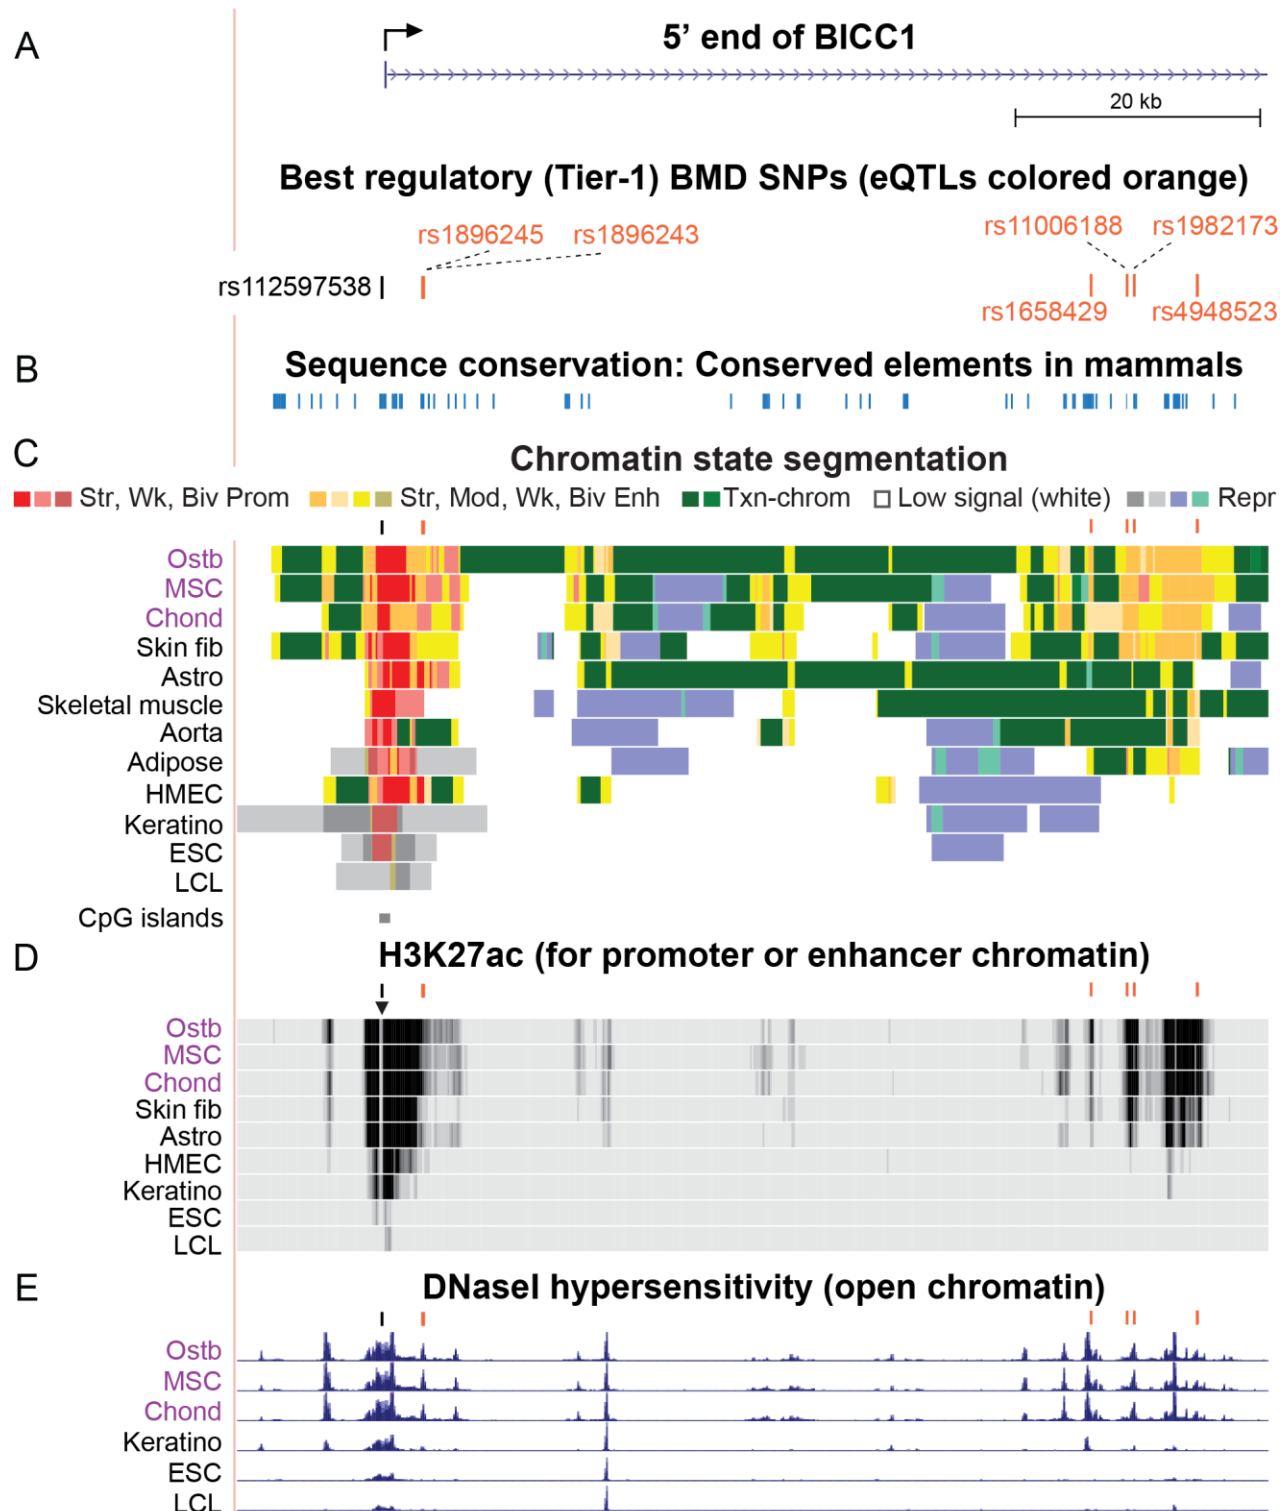 A
5’ end of BICC1
20 kb
Best regulatory (Tier-1) BMD SNPs (eQTLs colored orange)
rs1896245 rs1896243 rs11006188 rs1982173
rs112597538
rs1658429 rs4948523
B
Sequence conservation: Conserved elements in mammals
C
Chromatin state segmentation
Str, Wk, Biv Prom Str, Mod, Wk, Biv Enh Txn-chrom Low signal (white) Repr
Ostb
MSC
Chond
Skin fib
Astro
Skeletal muscle
Aorta
Adipose
HMEC
Keratino
ESC
LCL
CpG islands
D
H3K27ac (for promoter or enhancer chromatin)
Ostb
MSC
Chond
Skin fib
Astro
HMEC
Keratino
ESC
LCL
E
DNaseI hypersensitivity (open chromatin)
Ostb
MSC
Chond
Keratino
ESC
LCL